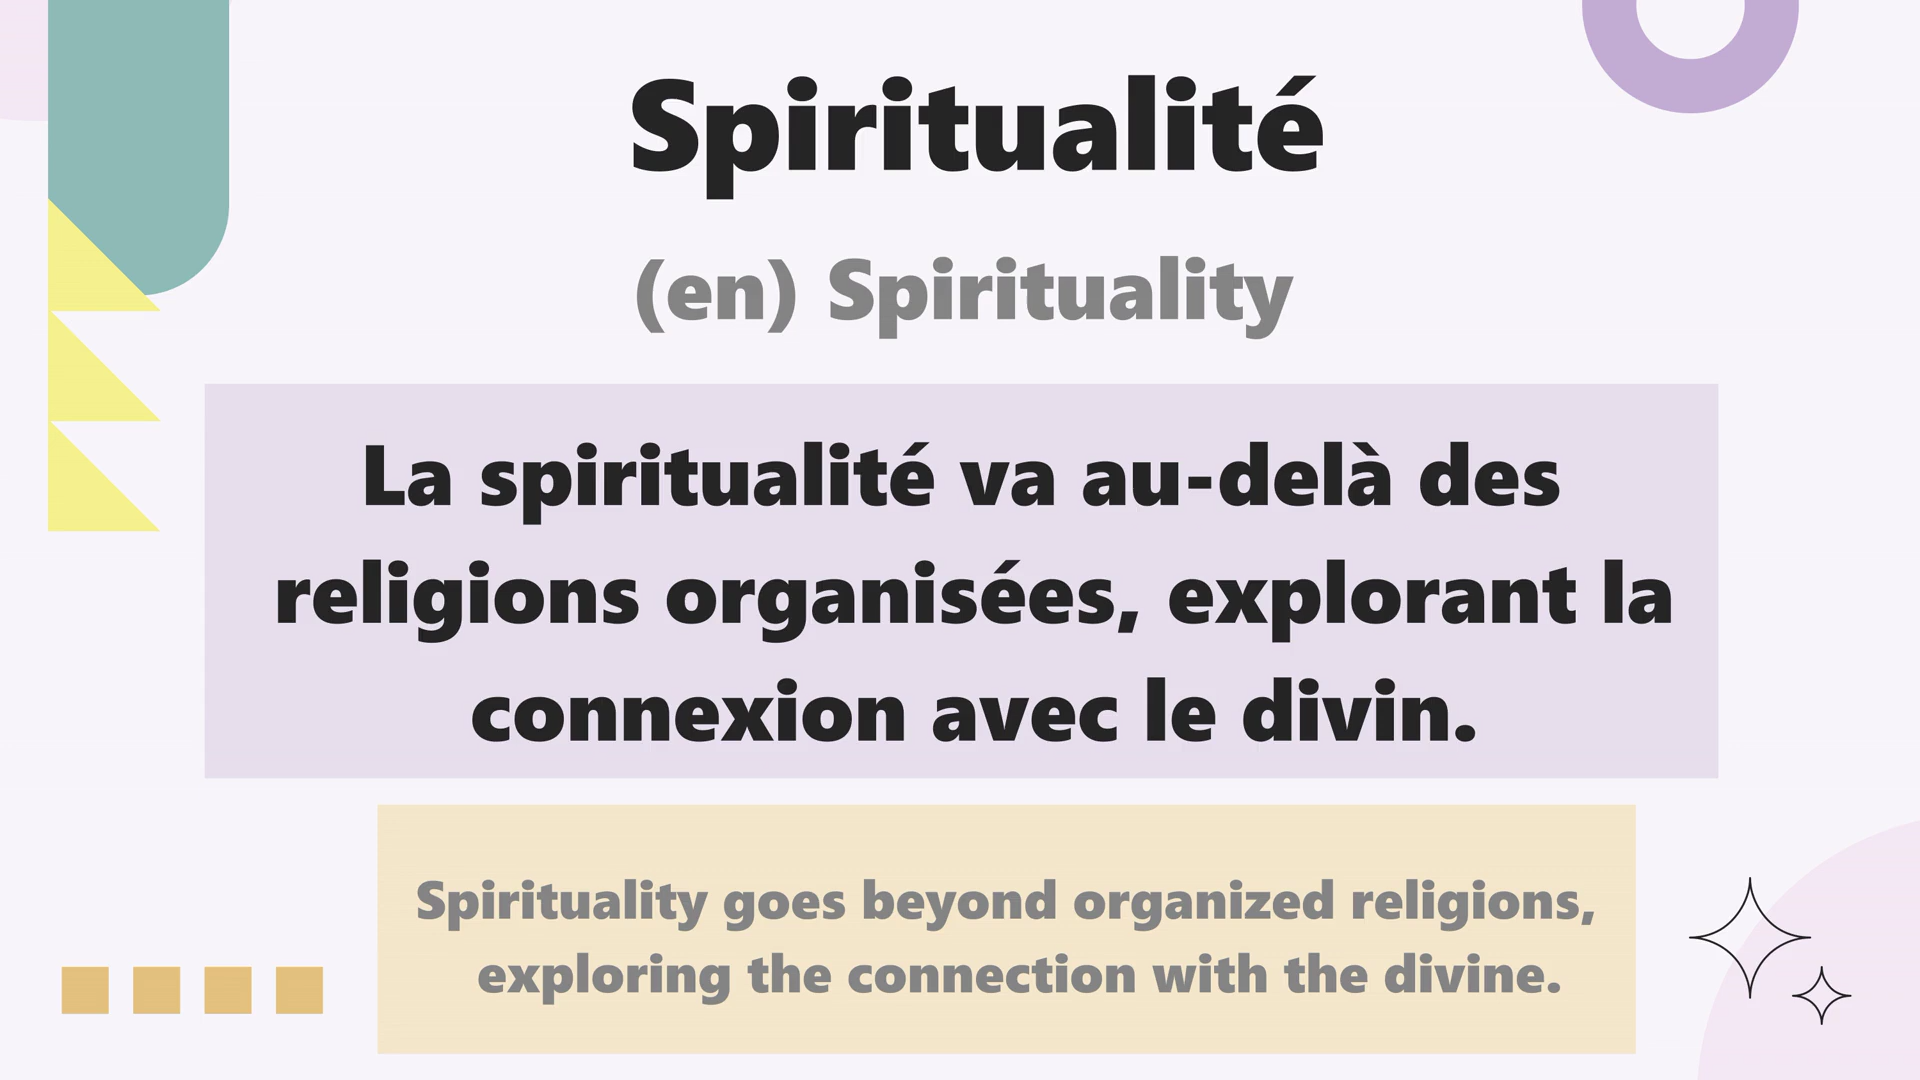 Spiritualité
(en) Spirituality
La spiritualité va au-delà des
religions organisées, explorant la
connexion avec le divin.
Spirituality goes beyond organized religions,
exploring the connection with the divine.